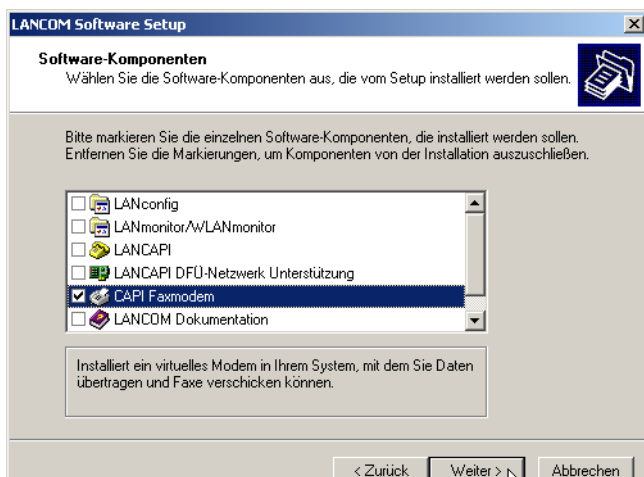 LANCOM Software Setup
Software-Komponenten
Wählen Sie die Software-Komponenten aus, die vom Setup installiert werden sollen.
Bitte markieren Sie die einzelnen Software-Komponenten, die installiert werden sollen.
Entfernen Sie die Markierungen, um Komponenten von der Installation auszuschließen.
LANconfig
LANmonitor/WLANmonitor
LANCAPI
LANCAPI DFÜ-Netzwerk Unterstützung
CAPI Faxmodem
LANCOM Dokumentation
Installiert ein virtuelles Modem in Ihrem System, mit dem Sie Daten
übertragen und Faxe verschicken können.
< Zurück Weiter > Abbrechen